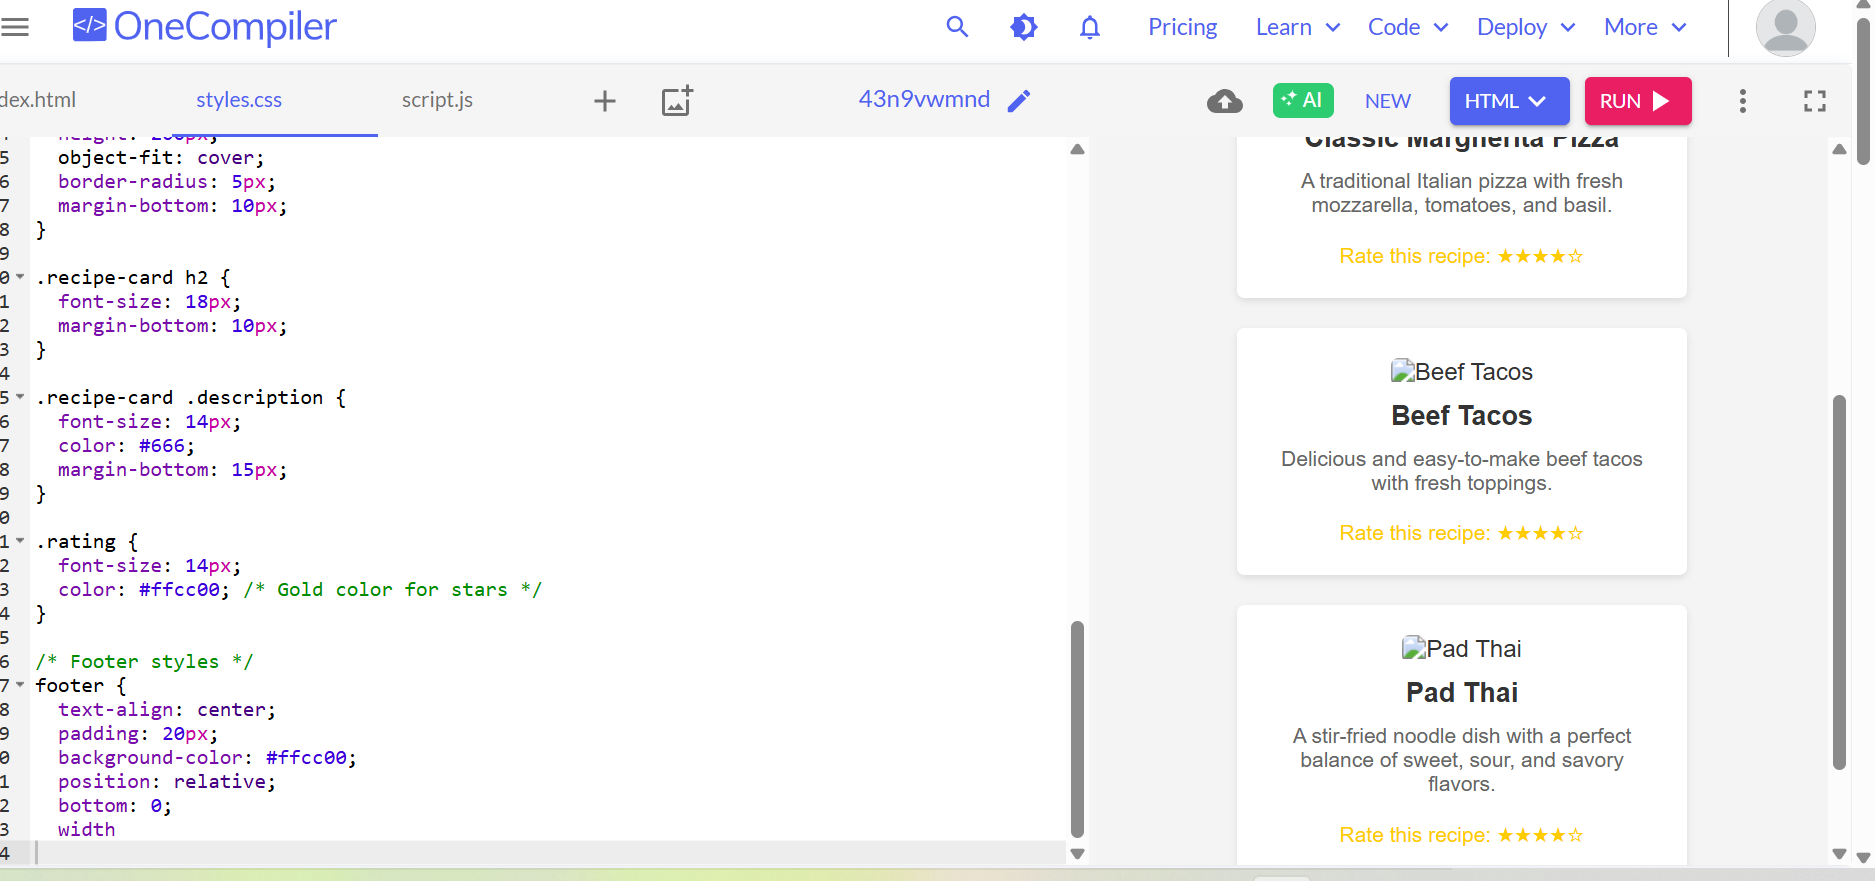 OneCompiler
Pricing
Learn
Code
Deploy
More
dex.html
styles.css
script.js
43n9vwmnd
AI
NEW
HTML
RUN
height: 200px;
5 object-fit: cover;
6 border-radius: 5px;
7 margin-bottom: 10px;
8 }
9
0 .recipe-card h2 {
1 font-size: 18px;
2 margin-bottom: 10px;
3 }
4
5 .recipe-card .description {
6 font-size: 14px;
7 color: #666;
8 margin-bottom: 15px;
9 }
0
1 .rating {
2 font-size: 14px;
3 color: #ffcc00; /* Gold color for stars */
4 }
5
6 /* Footer styles */
7 footer {
8 text-align: center;
9 padding: 20px;
0 background-color: #ffcc00;
1 position: relative;
2 bottom: 0;
3 width
4
Classic Margherita Pizza
A traditional Italian pizza with fresh
mozzarella, tomatoes, and basil.
Rate this recipe: ★★★★☆
Beef Tacos
Beef Tacos
Delicious and easy-to-make beef tacos
with fresh toppings.
Rate this recipe: ★★★★☆
Pad Thai
Pad Thai
A stir-fried noodle dish with a perfect
balance of sweet, sour, and savory
flavors.
Rate this recipe: ★★★★☆